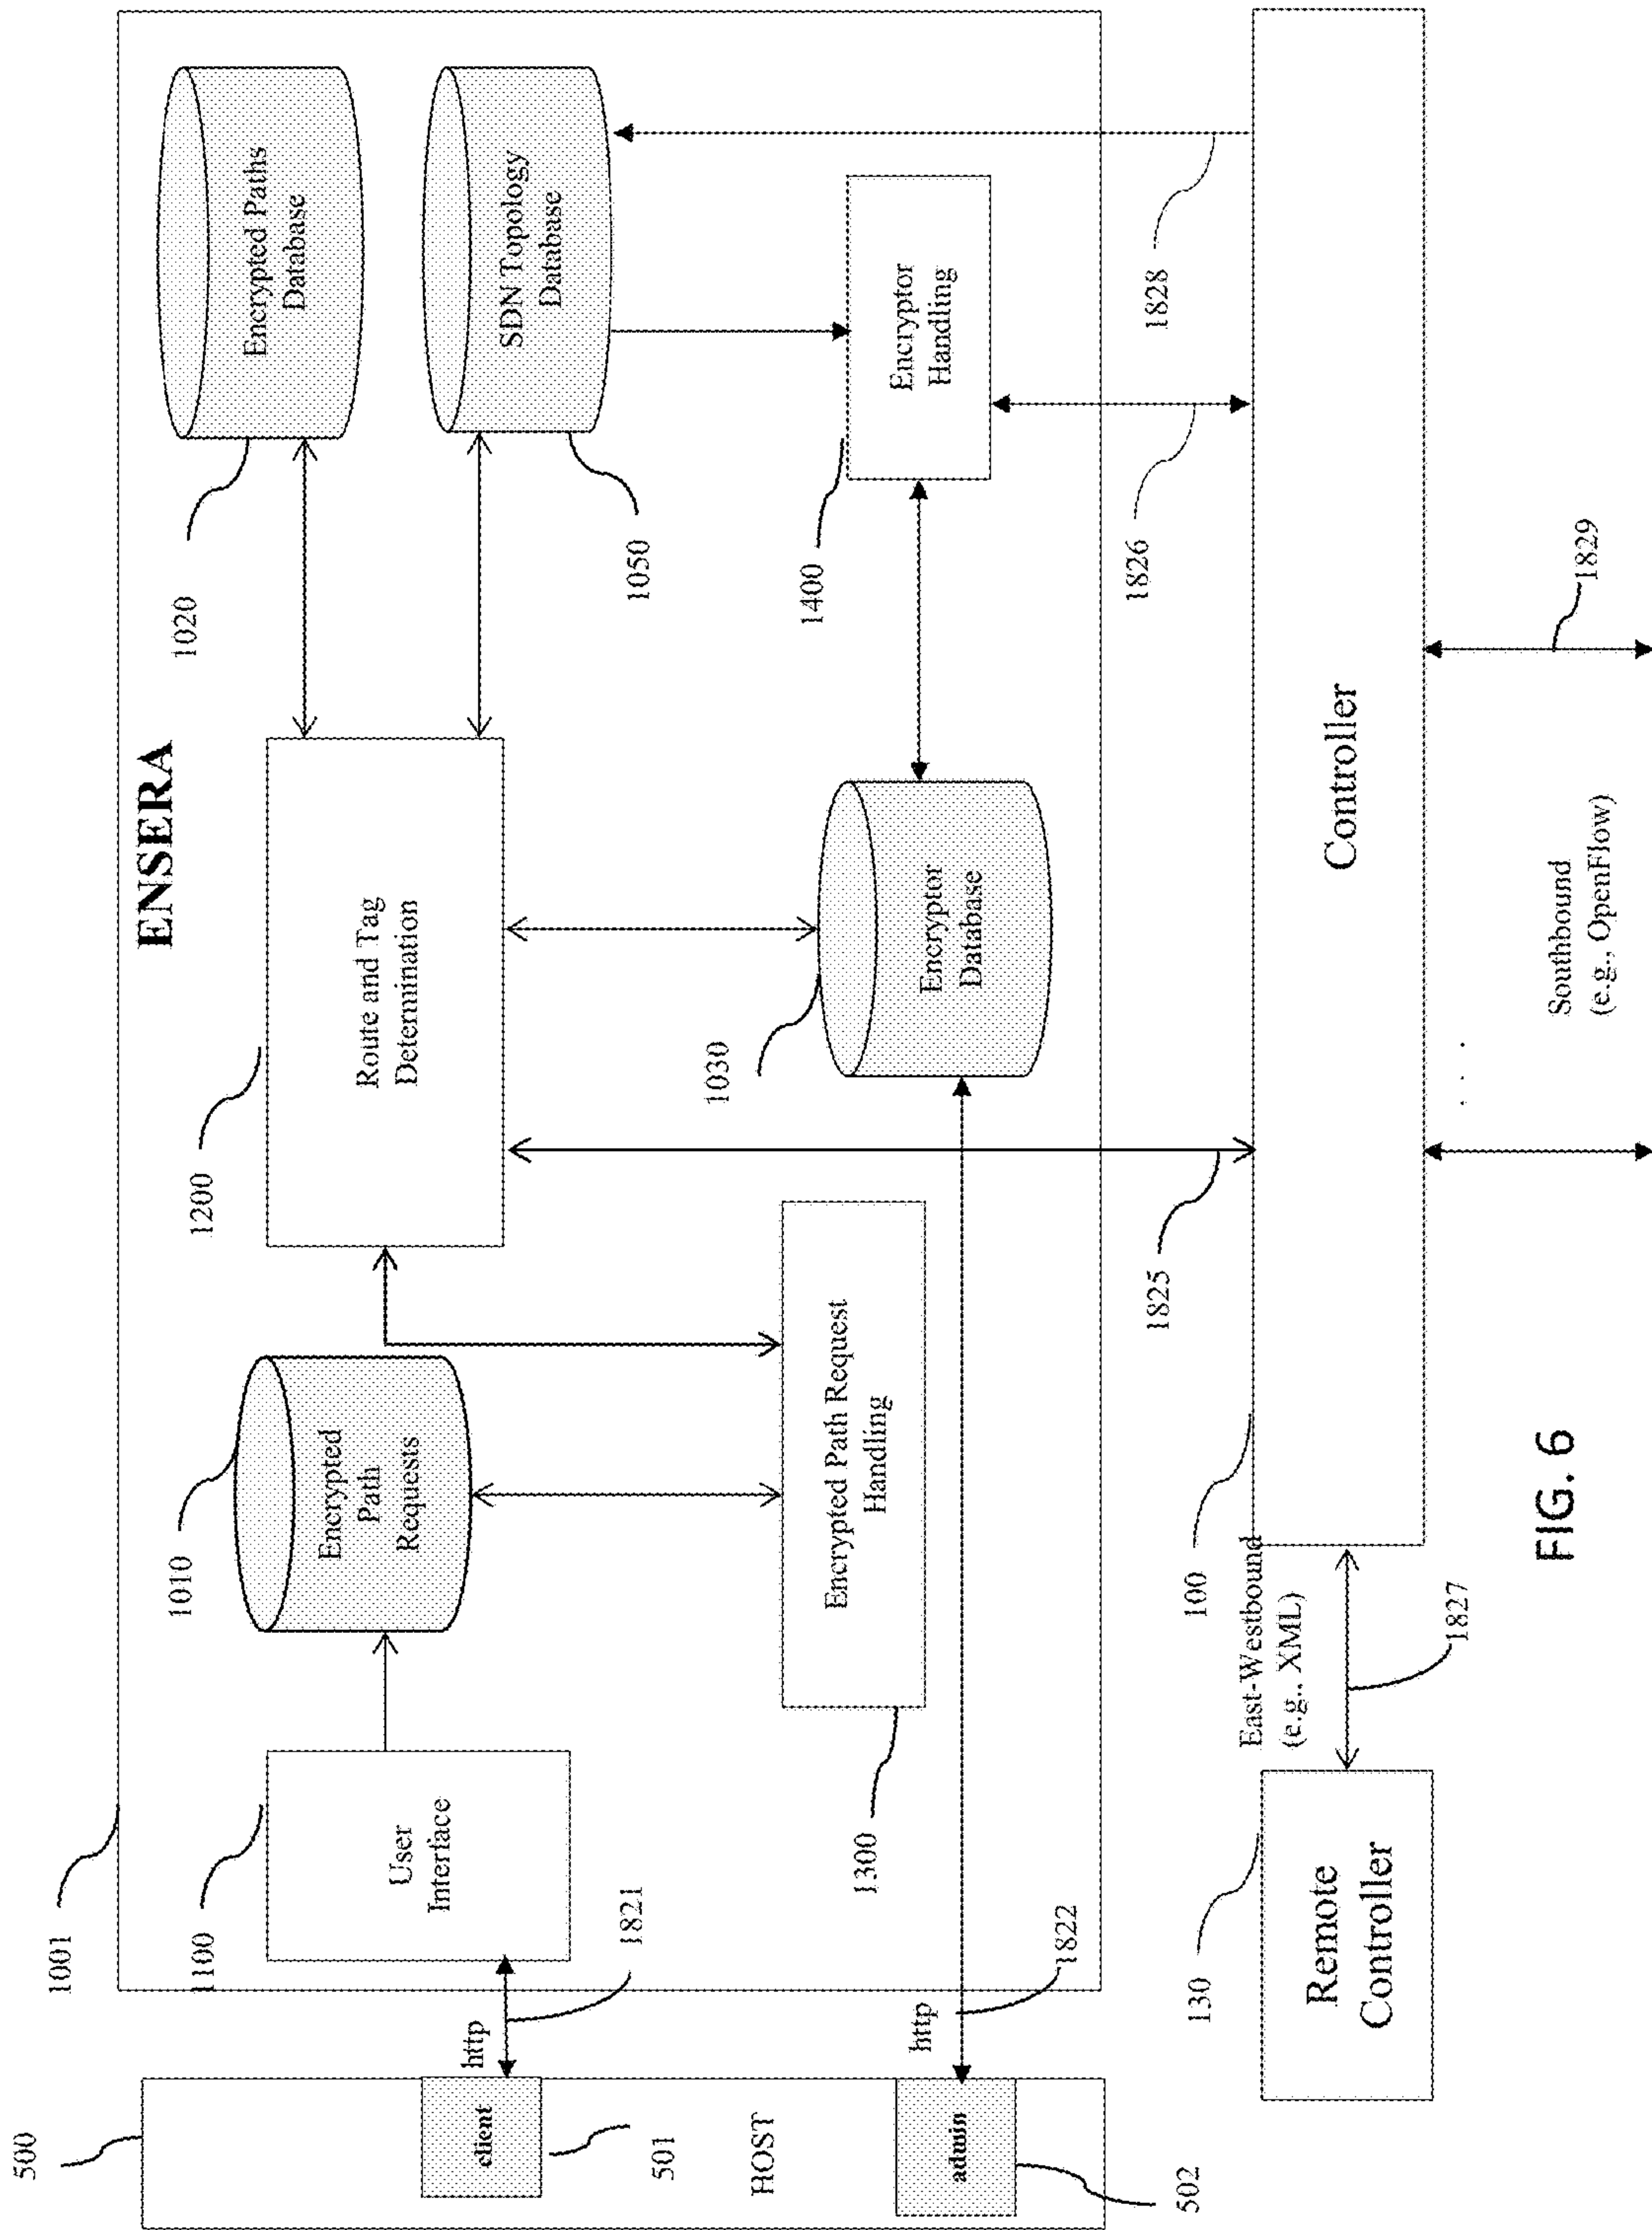 ENSERA
1001
500
1100
User
Interface
1010
Encrypted
Path
Requests
1200
Route and Tag
Determination
1020
Encrypted Paths
Database
SDN Topology
Database
1050
client
http
1821
501
HOST
1300
Encrypted Path Request
Handling
1030
Encryptor
Database
1400
Encryptor
Handling
admin
502
http
1822
1825
1826
1828
130
Remote
Controller
East-Westbound
(e.g., XML)
1827
100
Controller
1829
. . .
Southbound
(e.g., OpenFlow)
FIG. 6